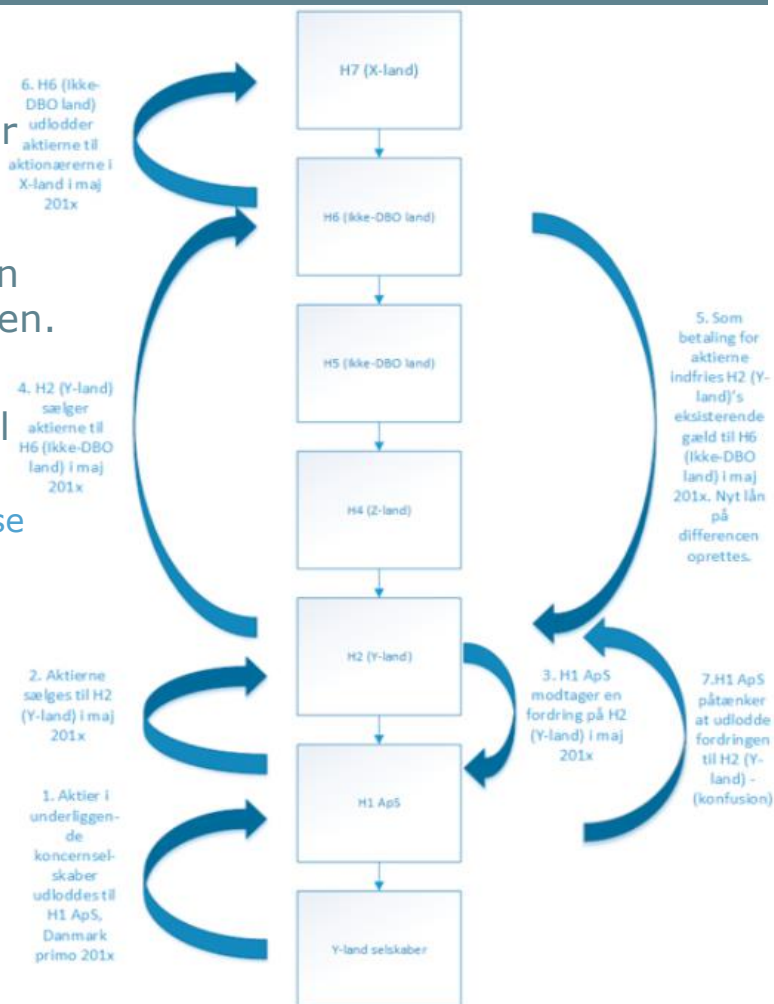 H7 (X-land)
6. H6 (Ikke-
DBO land)
udlodder
aktierne til
aktionærerne i
X-land i maj
201x
r
H6 (Ikke-DBO land)
n
en.
H5 (Ikke-DBO land)
5. Som
betaling for
aktierne
indfries H2 (Y-
land)'s
eksisterende
gæld til H6
(Ikke-DBO
land) i maj
201x. Nyt lån
på
differencen
oprettes.
4. H2 (Y-land)
sælger
aktierne til
H6 (Ikke-DBO
land) i maj
201x
l
se
H4 (Z-land)
H2 (Y-land)
2. Aktierne
sælges til H2
(Y-land) i maj
201x
3. H1 ApS
modtager en
fordring på H2
(Y-land) i maj
201x
7.H1 ApS
påtænker
at udlodde
fordringen
til H2 (Y-
land) -
(konfusion)
H1 ApS
1. Aktier i
underliggen-
de
koncernsel-
skaber
udloddes til
H1 ApS,
Danmark
primo 201x
Y-land selskaber